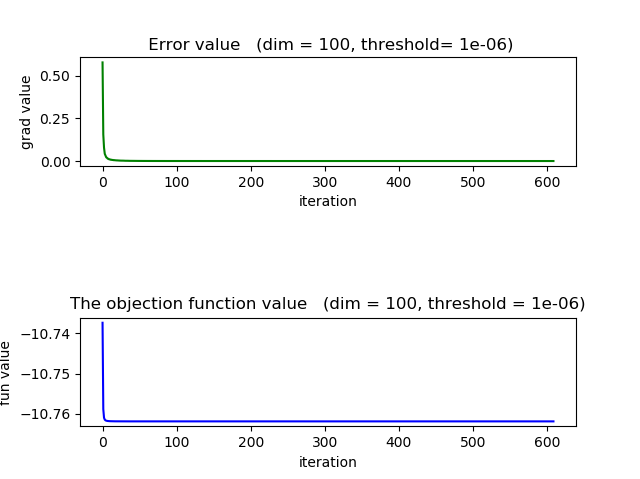 Error value   (dim = 100, threshold= 1e-06)
grad value
0.50
0.25
0.00
0 100 200 300 400 500 600
iteration
The objection function value   (dim = 100, threshold = 1e-06)
fun value
−10.74
−10.75
−10.76
0 100 200 300 400 500 600
iteration